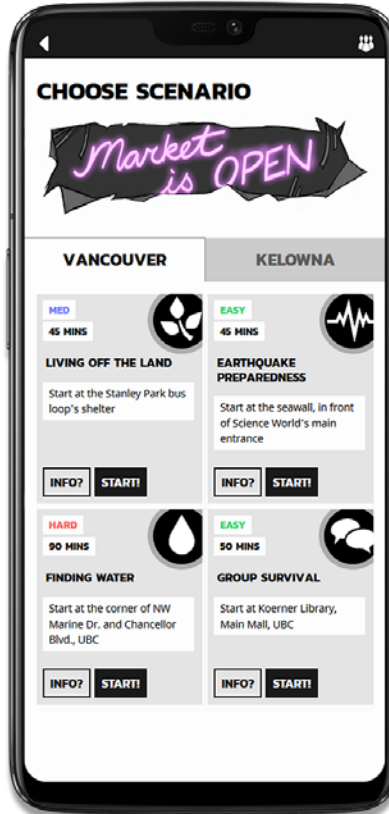 CHOOSE SCENARIO
Market
is OPEN
VANCOUVER
KELOWNA
MED
45 MINS
LIVING OFF THE LAND
Start at the Stanley Park bus
loop's shelter
INFO?
START!
EASY
45 MINS
EARTHQUAKE
PREPAREDNESS
Start at the seawall, in front
of Science World's main
entrance
INFO?
START!
HARD
90 MINS
FINDING WATER
Start at the corner of NW
Marine Dr. and Chancellor
Blvd., UBC
INFO?
START!
EASY
50 MINS
GROUP SURVIVAL
Start at Koerner Library,
Main Mall, UBC
INFO?
START!